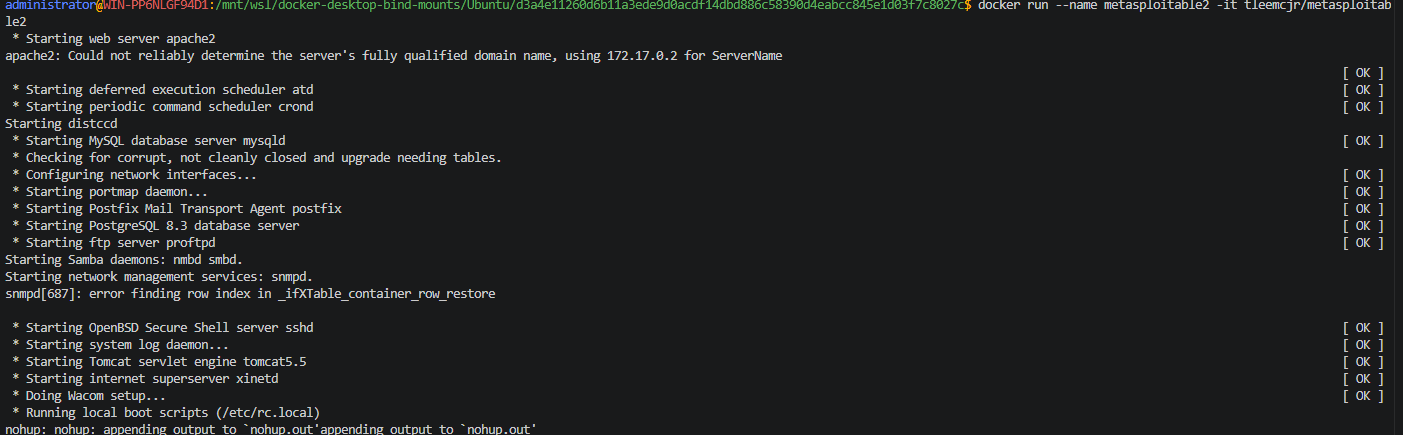 administrator@WIN-PP6NLGF94D1:/mnt/wsl/docker-desktop-bind-mounts/Ubuntu/d3a4e11260d6b11a3ede9d0acdf14dbd886c58390d4eabcc845e1d03f7c8027c$ docker run --name metasploitable2 -it tleemcjr/metasploitab
le2
 * Starting web server apache2
apache2: Could not reliably determine the server's fully qualified domain name, using 172.17.0.2 for ServerName
[ OK ]
 * Starting deferred execution scheduler atd [ OK ]
 * Starting periodic command scheduler crond [ OK ]
Starting distccd
 * Starting MySQL database server mysqld [ OK ]
 * Checking for corrupt, not cleanly closed and upgrade needing tables.
 * Configuring network interfaces... [ OK ]
 * Starting portmap daemon... [ OK ]
 * Starting Postfix Mail Transport Agent postfix [ OK ]
 * Starting PostgreSQL 8.3 database server [ OK ]
 * Starting ftp server proftpd [ OK ]
Starting Samba daemons: nmbd smbd.
Starting network management services: snmpd.
snmpd[687]: error finding row index in _ifXTable_container_row_restore
 * Starting OpenBSD Secure Shell server sshd [ OK ]
 * Starting system log daemon... [ OK ]
 * Starting Tomcat servlet engine tomcat5.5 [ OK ]
 * Starting internet superserver xinetd [ OK ]
 * Doing Wacom setup... [ OK ]
 * Running local boot scripts (/etc/rc.local)
nohup: nohup: appending output to `nohup.out'appending output to `nohup.out'